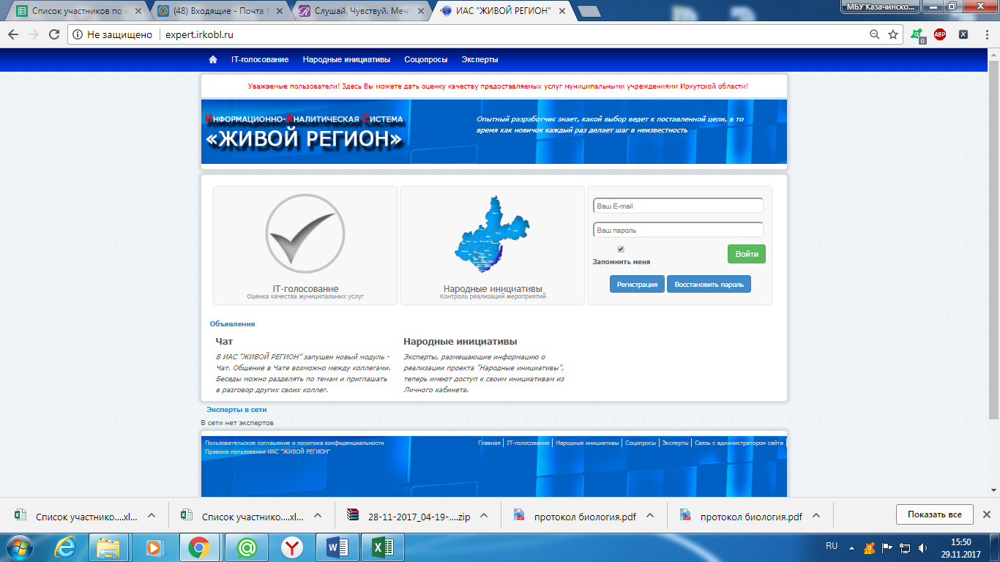 Список участников по м
(48) Входящие - Почта М
Слушай. Чувствуй. Мечт
ИАС "ЖИВОЙ РЕГИОН"
МБУ Казачинско...
Не защищено
expert.irkobl.ru
0
ABP
IT-голосование
Народные инициативы
Соцопросы
Эксперты
Уважаемые пользователи! Здесь Вы можете дать оценку качеству предоставляемых услуг муниципальными учреждениями Иркутской области!
Информационно-Аналитическая Система
«ЖИВОЙ РЕГИОН»
Опытный разработчик знает, какой выбор ведет к поставленной цели, в то
время как новичок каждый раз делает шаг в неизвестность
IT-голосование
Оценка качества муниципальных услуг
Народные инициативы
Контроль реализаций мероприятий
Ваш E-mail
Ваш пароль
Запомнить меня
Войти
Регистрация
Восстановить пароль
Объявления
Чат
В ИАС "ЖИВОЙ РЕГИОН" запущен новый модуль -
Чат. Общение в Чате возможно между коллегами.
Беседы можно разделять по темам и приглашать
в разговор других своих коллег.
Народные инициативы
Эксперты, размещающие информацию о
реализации проекта "Народные инициативы",
теперь имеют доступ к своим инициативам из
Личного кабинета.
Эксперты в сети
В сети нет экспертов
Пользовательское соглашение и политика конфиденциальности
Правила пользования ИАС "ЖИВОЙ РЕГИОН"
Главная
IT-голосование
Народные инициативы
Соцопросы
Эксперты
Связь с администратором сайта
Список участнико....xl...
Список участнико....xl...
28-11-2017_04-19-....zip
протокол биология.pdf
протокол биология.pdf
Показать все
RU
15:50
29.11.2017